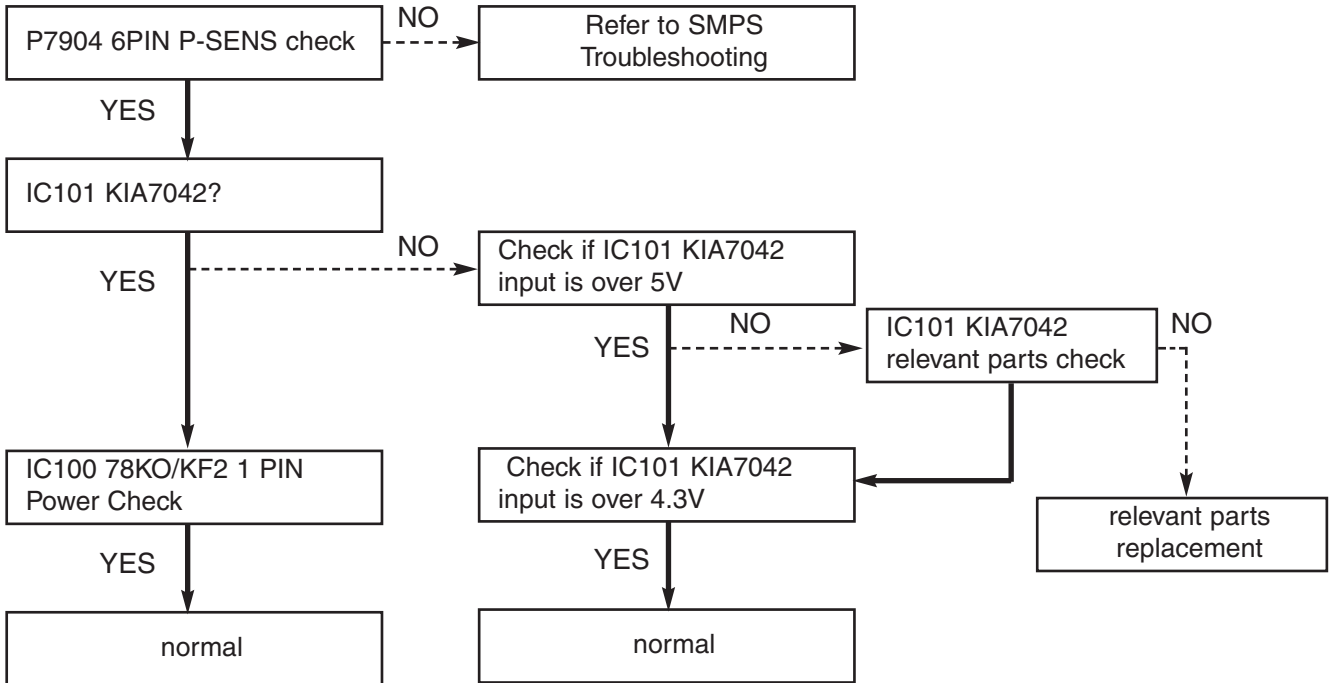 P7904 6PIN P-SENS check
NO
Refer to SMPS
Troubleshooting
YES
IC101 KIA7042?
NO
Check if IC101 KIA7042
input is over 5V
YES
NO
IC101 KIA7042
relevant parts check
NO
YES
IC100 78KO/KF2 1 PIN
Power Check
Check if IC101 KIA7042
input is over 4.3V
relevant parts
replacement
YES
YES
normal
normal